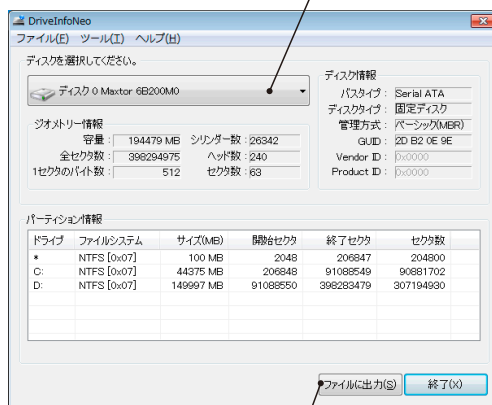 DriveInfoNeo
ファイル(F) ツール(T) ヘルプ(H)
ディスクを選択してください。
ディスク 0 Maxtor 6B200M0
ディスク情報
バスタイプ : Serial ATA
ディスクタイプ : 固定ディスク
管理方式 : ベーシック(MBR)
GUID : 2D B2 0E 9E
Vendor ID : 0x0000
Product ID : 0x0000
ジオメトリー情報
容量 : 194479 MB シリンダー数 : 26342
全セクタ数 : 398294975 ヘッド数 : 240
1セクタのバイト数 : 512 セクタ数 : 63
パーティション情報
ドライブ ファイルシステム サイズ(MB) 開始セクタ 終了セクタ セクタ数
* NTFS [0x07] 100 MB 2048 206847 204800
C: NTFS [0x07] 44375 MB 206848 91088549 90881702
D: NTFS [0x07] 149997 MB 91088550 398283479 307194930
ファイルに出力(S) 終了(X)